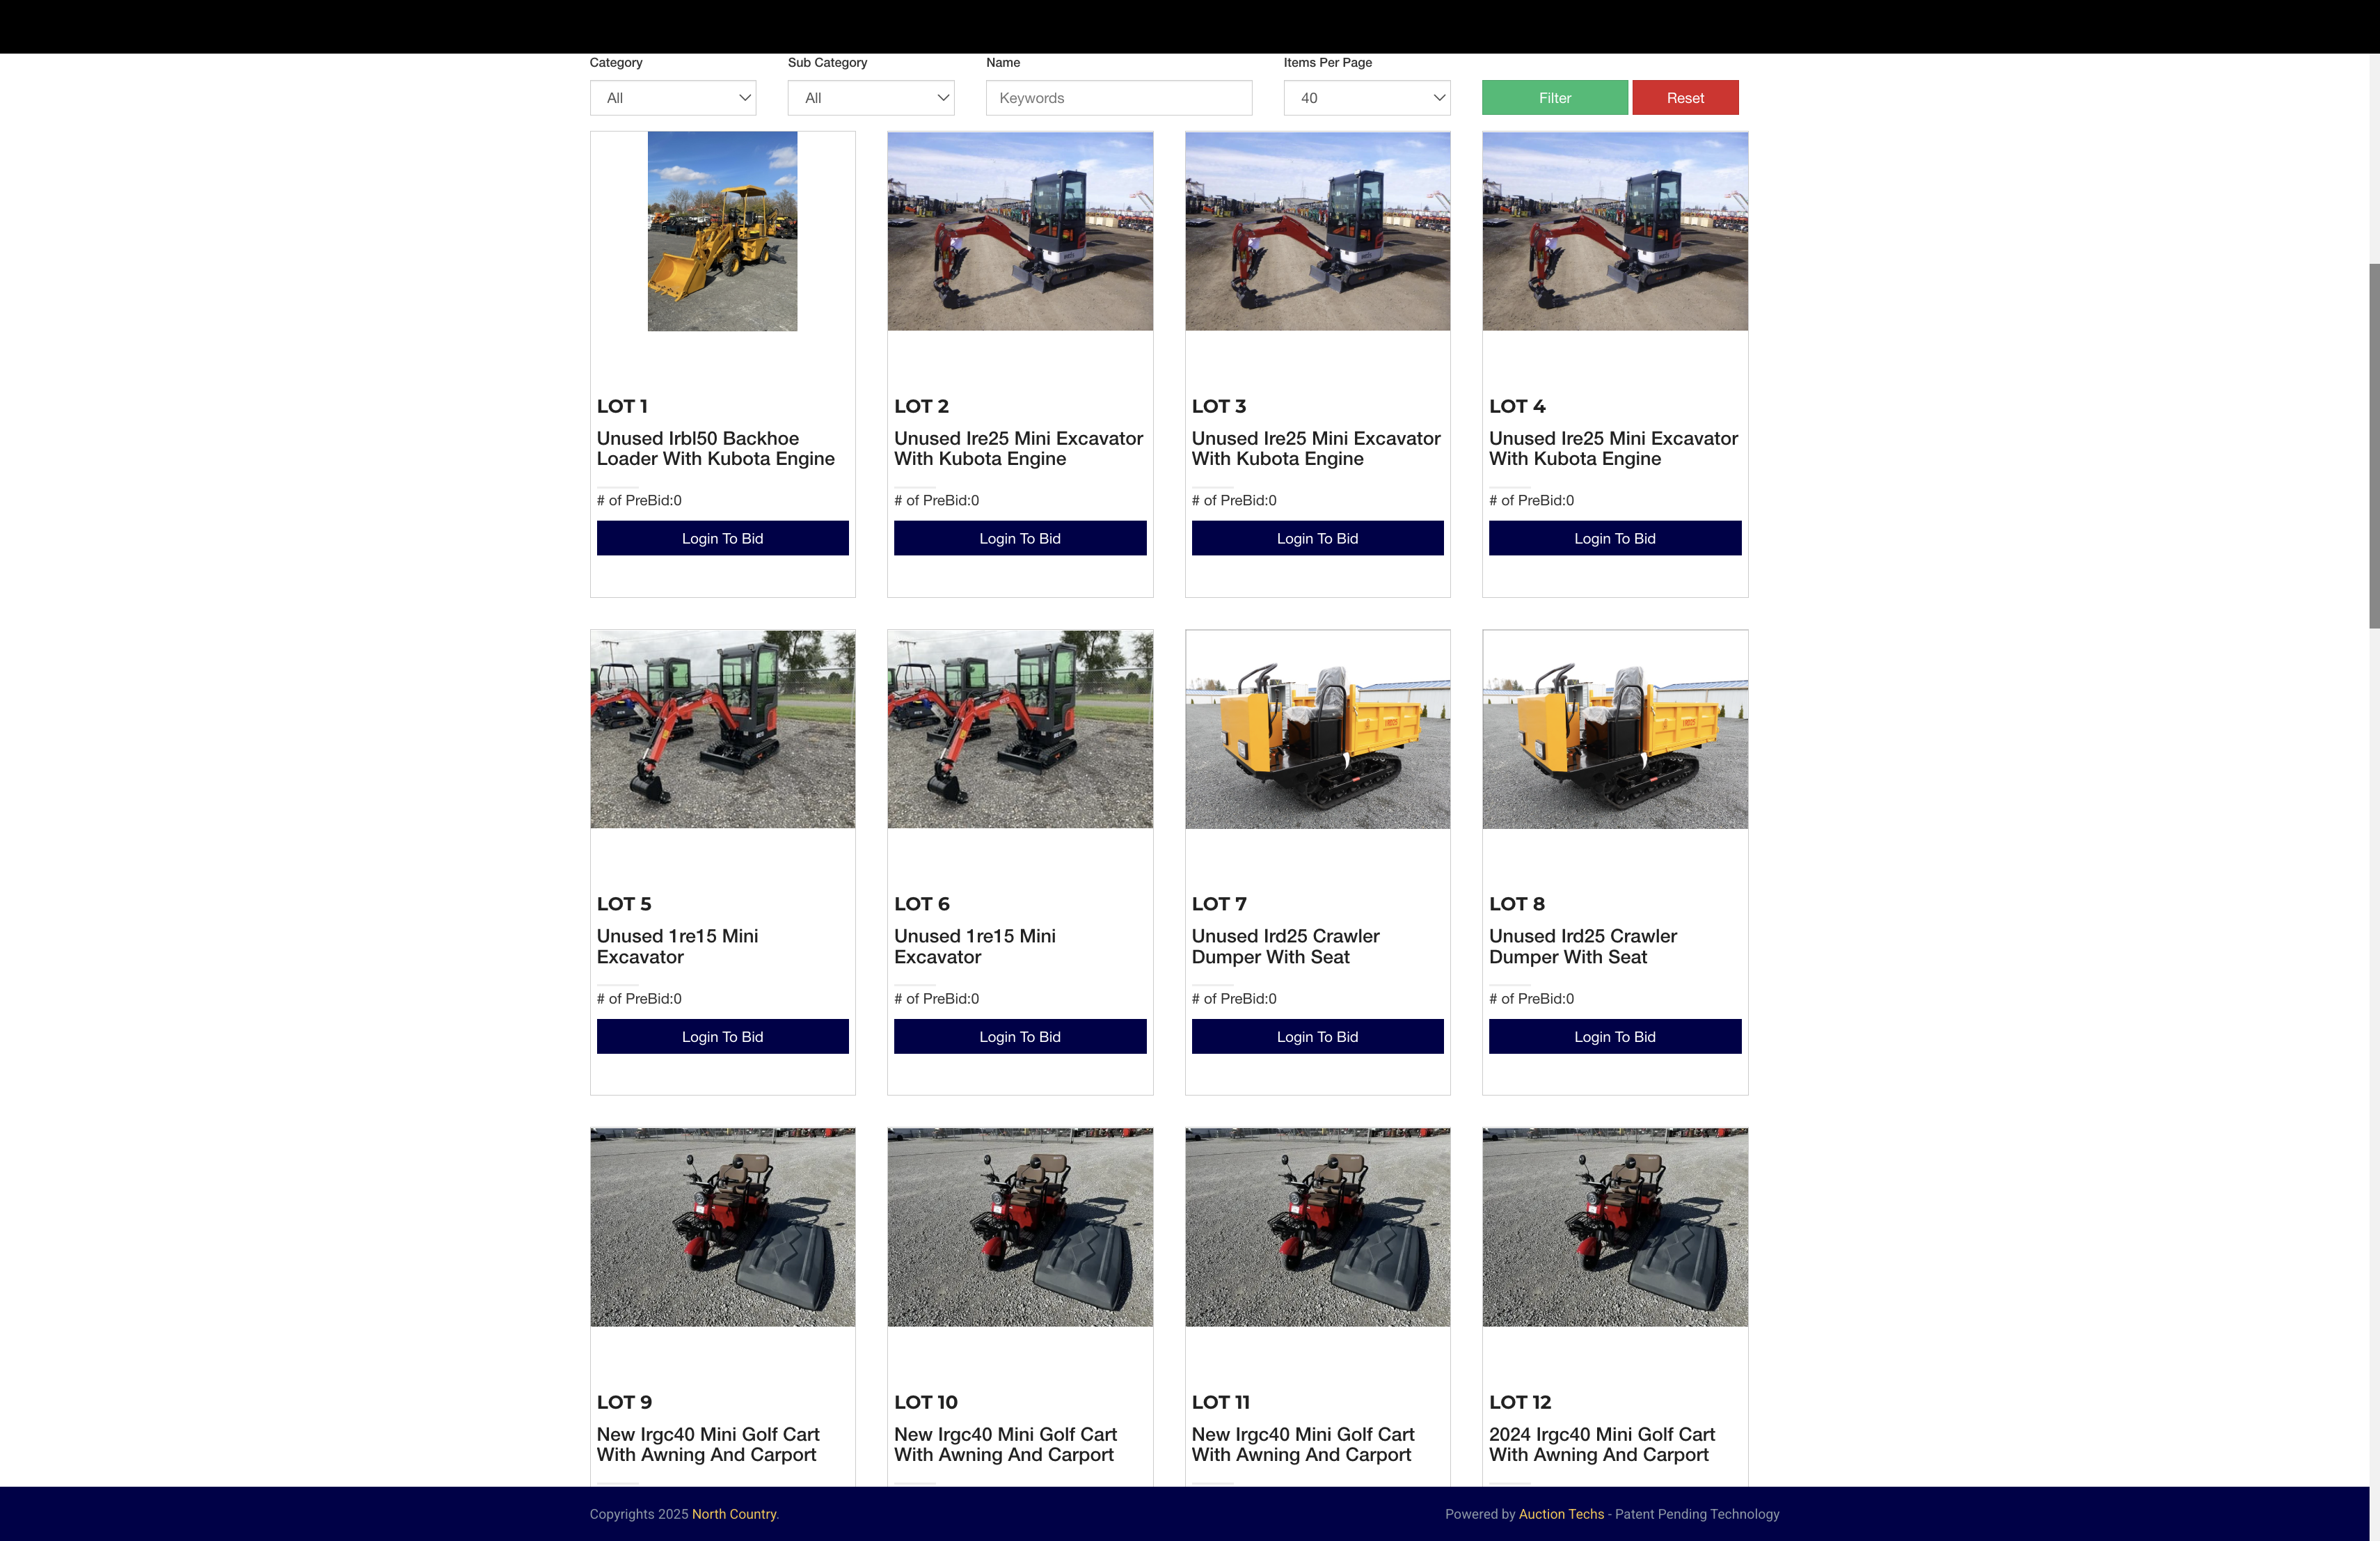 Category
Sub Category
Name
Items Per Page
All
All
Keywords
40
Filter
Reset
LOT 1
Unused Irbl50 Backhoe
Loader With Kubota Engine
# of PreBid:0
Login To Bid
LOT 2
Unused Ire25 Mini Excavator
With Kubota Engine
# of PreBid:0
Login To Bid
LOT 3
Unused Ire25 Mini Excavator
With Kubota Engine
# of PreBid:0
Login To Bid
LOT 4
Unused Ire25 Mini Excavator
With Kubota Engine
# of PreBid:0
Login To Bid
LOT 5
Unused 1re15 Mini
Excavator
# of PreBid:0
Login To Bid
LOT 6
Unused 1re15 Mini
Excavator
# of PreBid:0
Login To Bid
LOT 7
Unused Ird25 Crawler
Dumper With Seat
# of PreBid:0
Login To Bid
LOT 8
Unused Ird25 Crawler
Dumper With Seat
# of PreBid:0
Login To Bid
LOT 9
New Irgc40 Mini Golf Cart
With Awning And Carport
LOT 10
New Irgc40 Mini Golf Cart
With Awning And Carport
LOT 11
New Irgc40 Mini Golf Cart
With Awning And Carport
LOT 12
2024 Irgc40 Mini Golf Cart
With Awning And Carport
Copyrights 2025 North Country.
Powered by Auction Techs - Patent Pending Technology